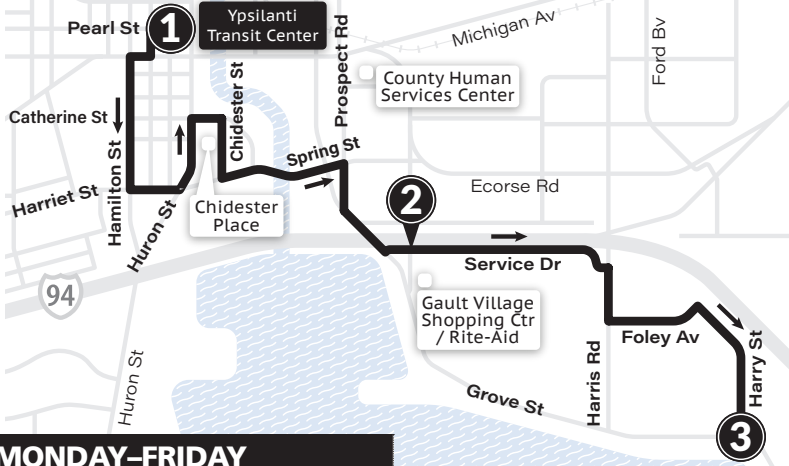 Pearl St
1
Ypsilanti
Transit Center
Prospect Rd
Michigan Av
Ford Bv
County Human
Services Center
Chidester St
Catherine St
Hamilton St
Spring St
Harriet St
Huron St
Chidester
Place
2
Ecorse Rd
Service Dr
94
Gault Village
Shopping Ctr
/ Rite-Aid
Foley Av
Harry St
Harris Rd
Huron St
Grove St
3
MONDAY–FRIDAY